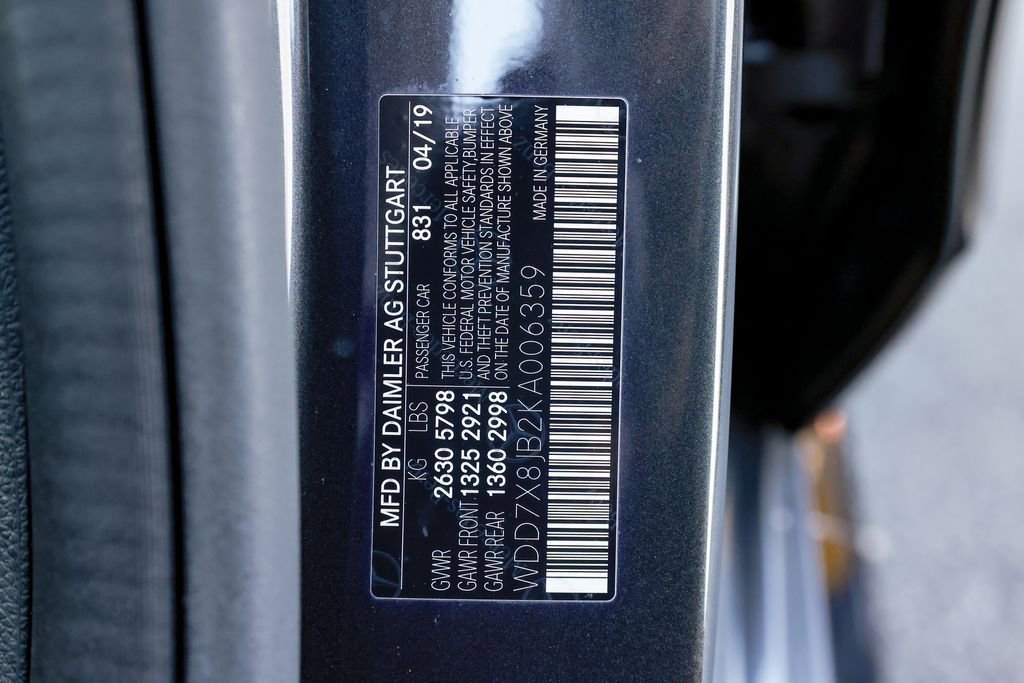 MFD BY DAIMLER AG STUTTGART
KG LBS
GWWR 2630 5798
GAWR FRONT 1325 2921
GAWR REAR 1360 2998
PASSENGER CAR 831 04/19
THIS VEHICLE CONFORMS TO ALL APPLICABLE
U.S. FEDERAL MOTOR VEHICLE SAFETY,BUMPER
AND THEFT PREVENTION STANDARDS IN EFFECT
ON THE DATE OF MANUFACTURE SHOWN ABOVE
WDD7X8JB2KA006359
MADE IN GERMANY